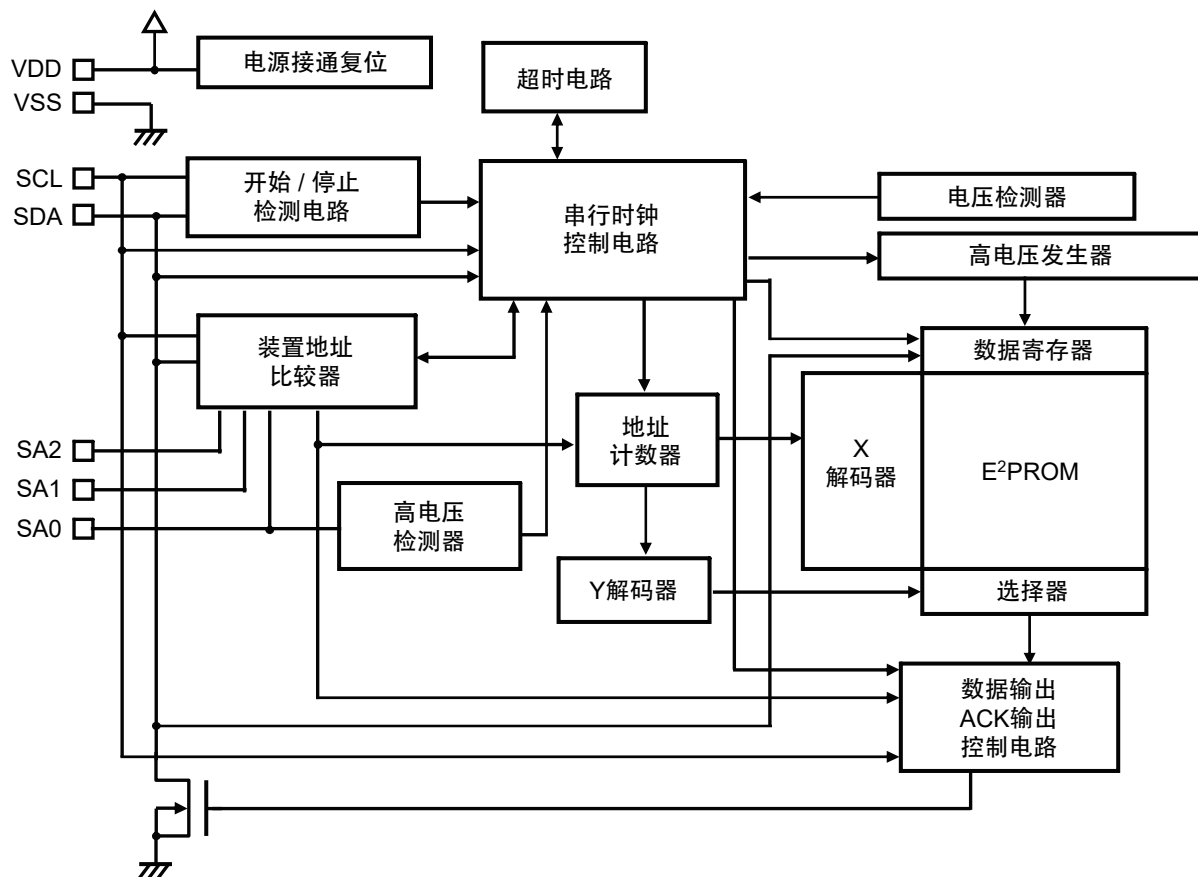 VDD
电源接通复位
超时电路
VSS
SCL
开始 / 停止
检测电路
SDA
串行时钟
控制电路
电压检测器
高电压发生器
装置地址
比较器
数据寄存器
地址
计数器
X
解码器
E²PROM
SA2
SA1
SA0
高电压
检测器
Y解码器
选择器
数据输出
ACK输出
控制电路